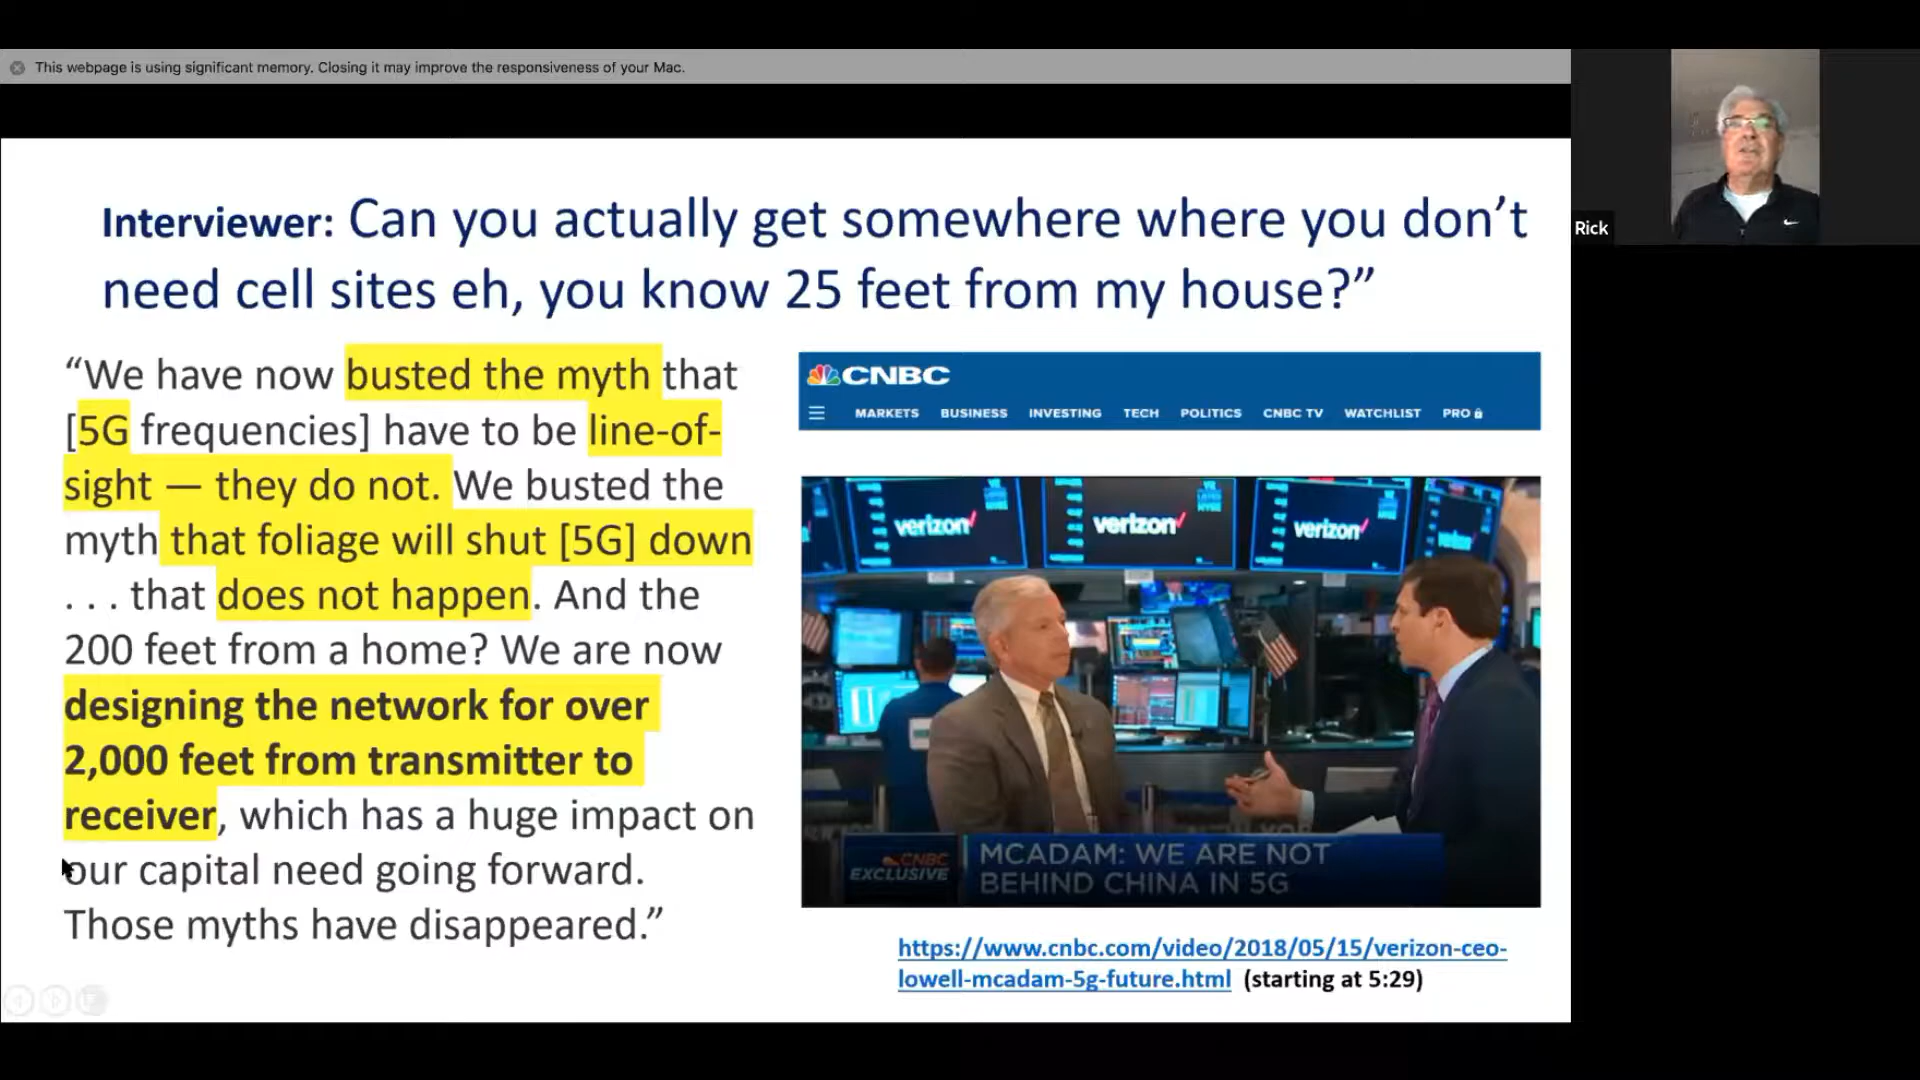 This webpage is using significant memory. Closing it may improve the responsiveness of your Mac.
Interviewer: Can you actually get somewhere where you don’t
need cell sites eh, you know 25 feet from my house?”
“We have now busted the myth that
[5G frequencies] have to be line-of-
sight — they do not. We busted the
myth that foliage will shut [5G] down
. . . that does not happen. And the
200 feet from a home? We are now
designing the network for over
2,000 feet from transmitter to
receiver, which has a huge impact on
our capital need going forward.
Those myths have disappeared.”
CNBC
MARKETS BUSINESS INVESTING TECH POLITICS CNBC TV WATCHLIST PRO
verizon verizon verizon
CNBC
EXCLUSIVE
MCADAM: WE ARE NOT
BEHIND CHINA IN 5G
https://www.cnbc.com/video/2018/05/15/verizon-ceo-
lowell-mcadam-5g-future.html (starting at 5:29)
Rick